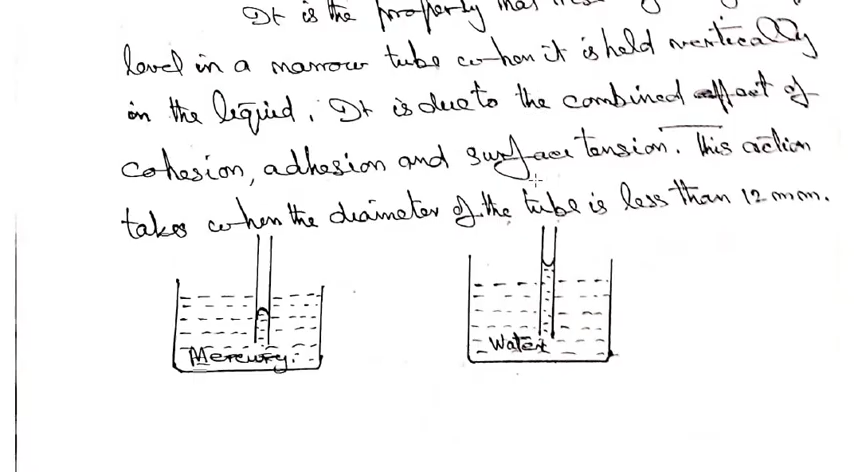 It is the property that
level in a narrow tube when it is held vertically
in the liquid. It is due to the combined effect of
cohesion, adhesion and surface tension. This action
takes when the diameter of the tube is less than 12 mm.
Mercury.
Water